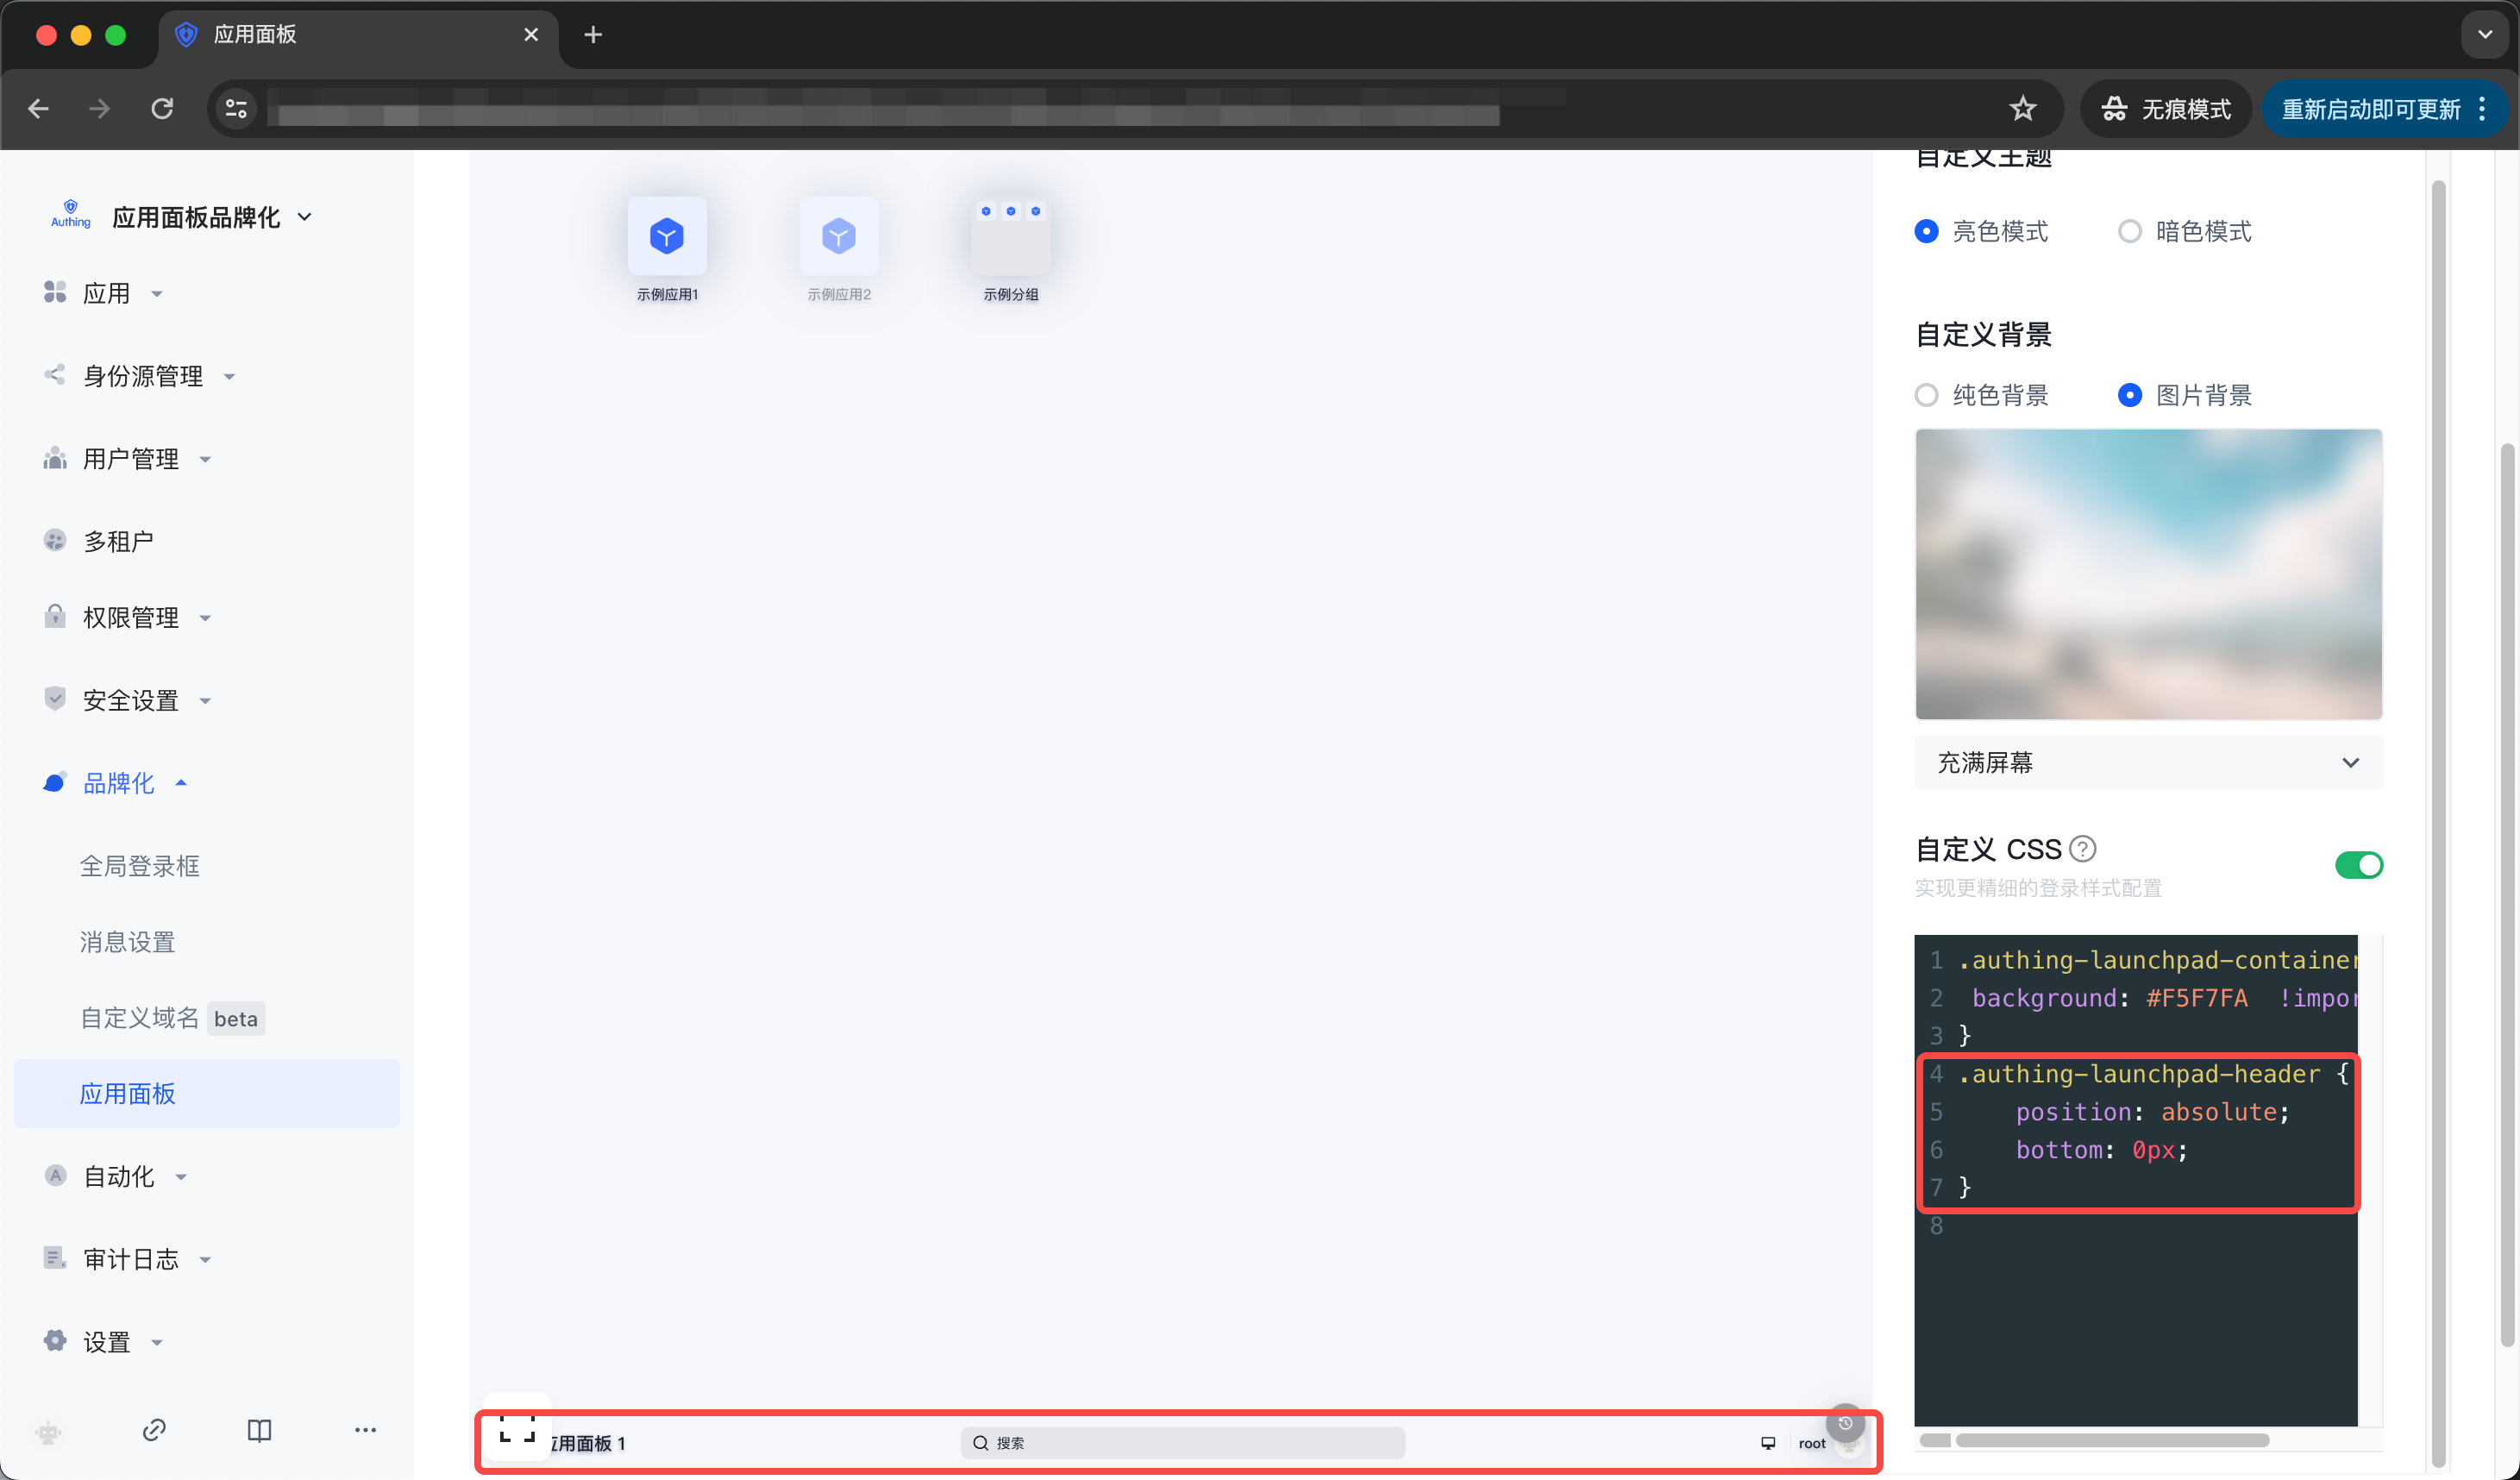 应用面板
无痕模式
重新启动即可更新
Authing
应用面板品牌化
应用
身份源管理
用户管理
多租户
权限管理
安全设置
品牌化
全局登录框
消息设置
自定义域名 beta
应用面板
自动化
审计日志
设置
示例应用1
示例应用2
示例分组
应用面板 1
搜索
root
自定义主题
亮色模式
暗色模式
自定义背景
纯色背景
图片背景
充满屏幕
自定义 CSS
实现更精细的登录样式配置
1 .authing-launchpad-container
2 background: #F5F7FA !impor
3 }
4 .authing-launchpad-header {
5 position: absolute;
6 bottom: 0px;
7 }
8